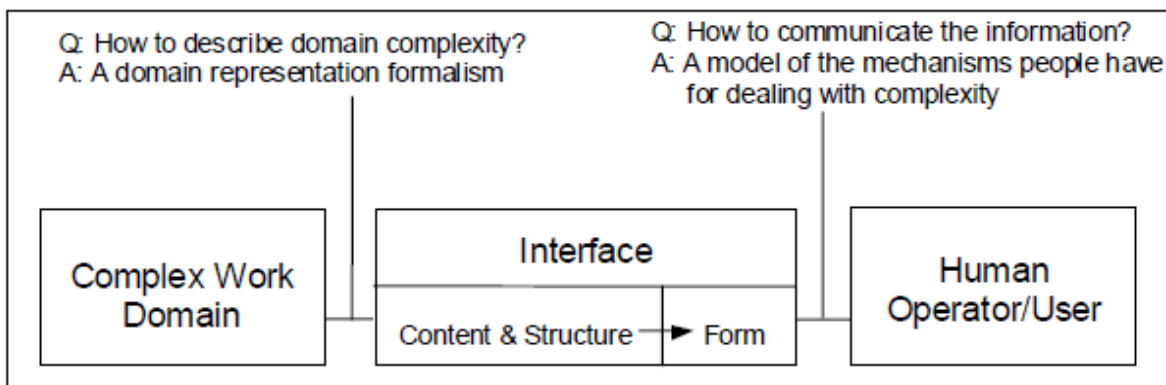 Q: How to describe domain complexity?
A: A domain representation formalism
Q: How to communicate the information?
A: A model of the mechanisms people have
for dealing with complexity
Complex Work
Domain
Interface
Content & Structure
Form
Human
Operator/User